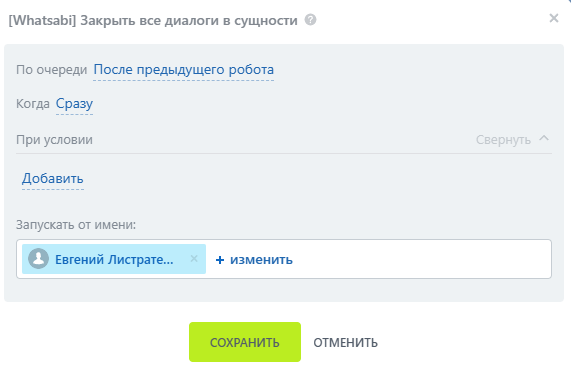 [Whatsabi] Закрыть все диалоги в сущности
По очереди После предыдущего робота
Когда Сразу
При условии Свернуть
Добавить
Запускать от имени:
Евгений Листрате... + изменить
СОХРАНИТЬ ОТМЕНИТЬ